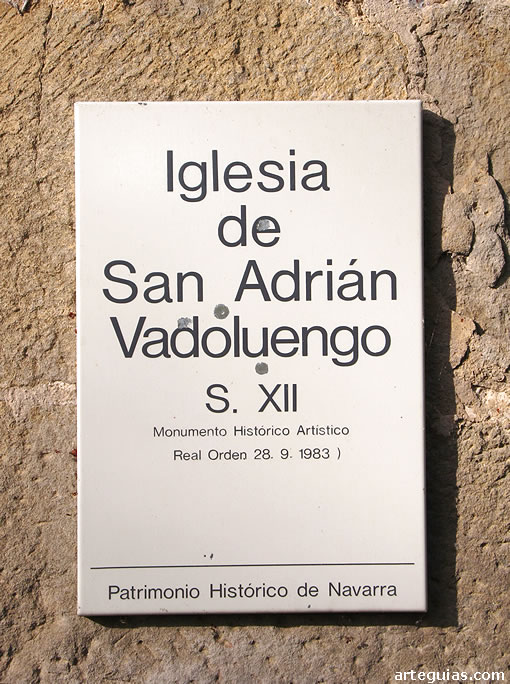 Iglesia
de
San Adrián
Vadoluengo
S. XII
Monumento Histórico Artístico
Real Orden 28. 9. 1983 )
Patrimonio Histórico de Navarra
arteguias.com